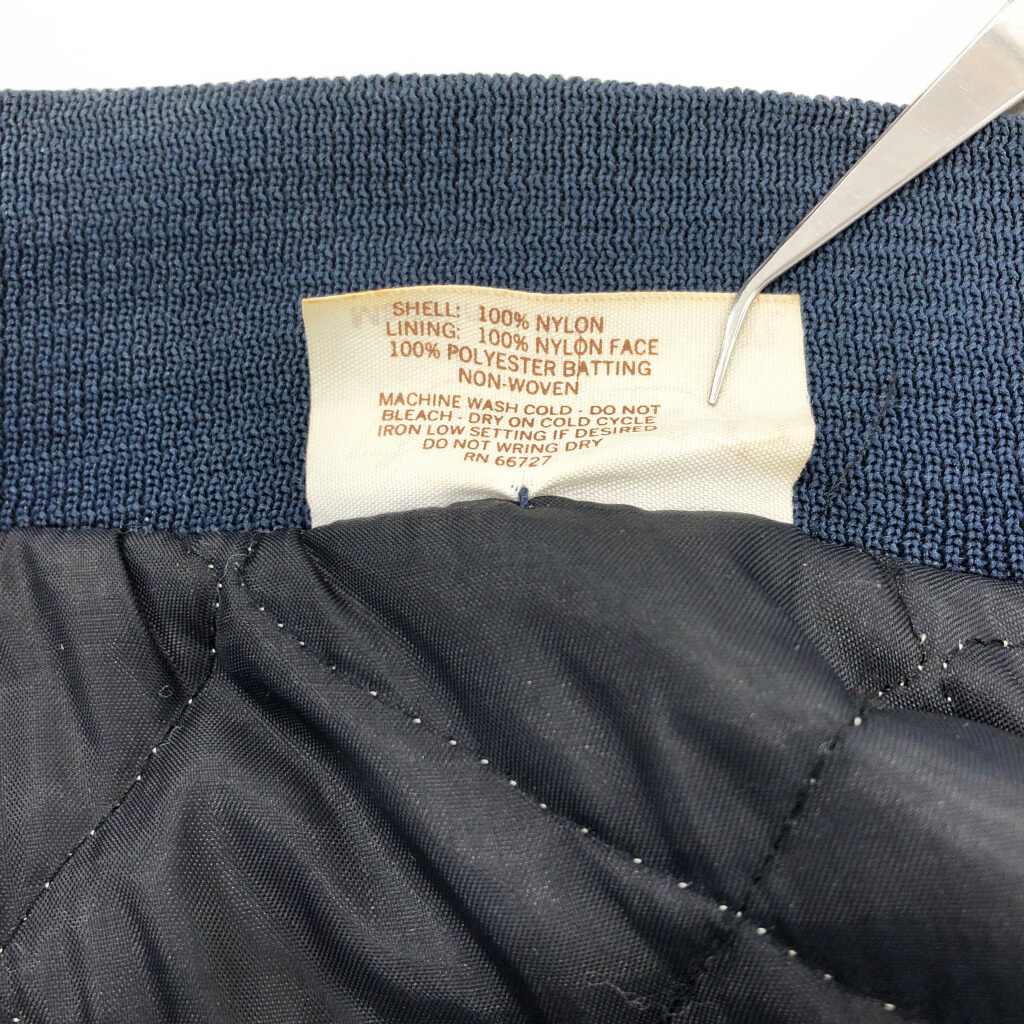 SHELL: 100% NYLON
LINING: 100% NYLON FACE
100% POLYESTER BATTING
NON-WOVEN
MACHINE WASH COLD - DO NOT
BLEACH - DRY ON COLD CYCLE
IRON LOW SETTING IF DESIRED
DO NOT WRING DRY
RN 66727